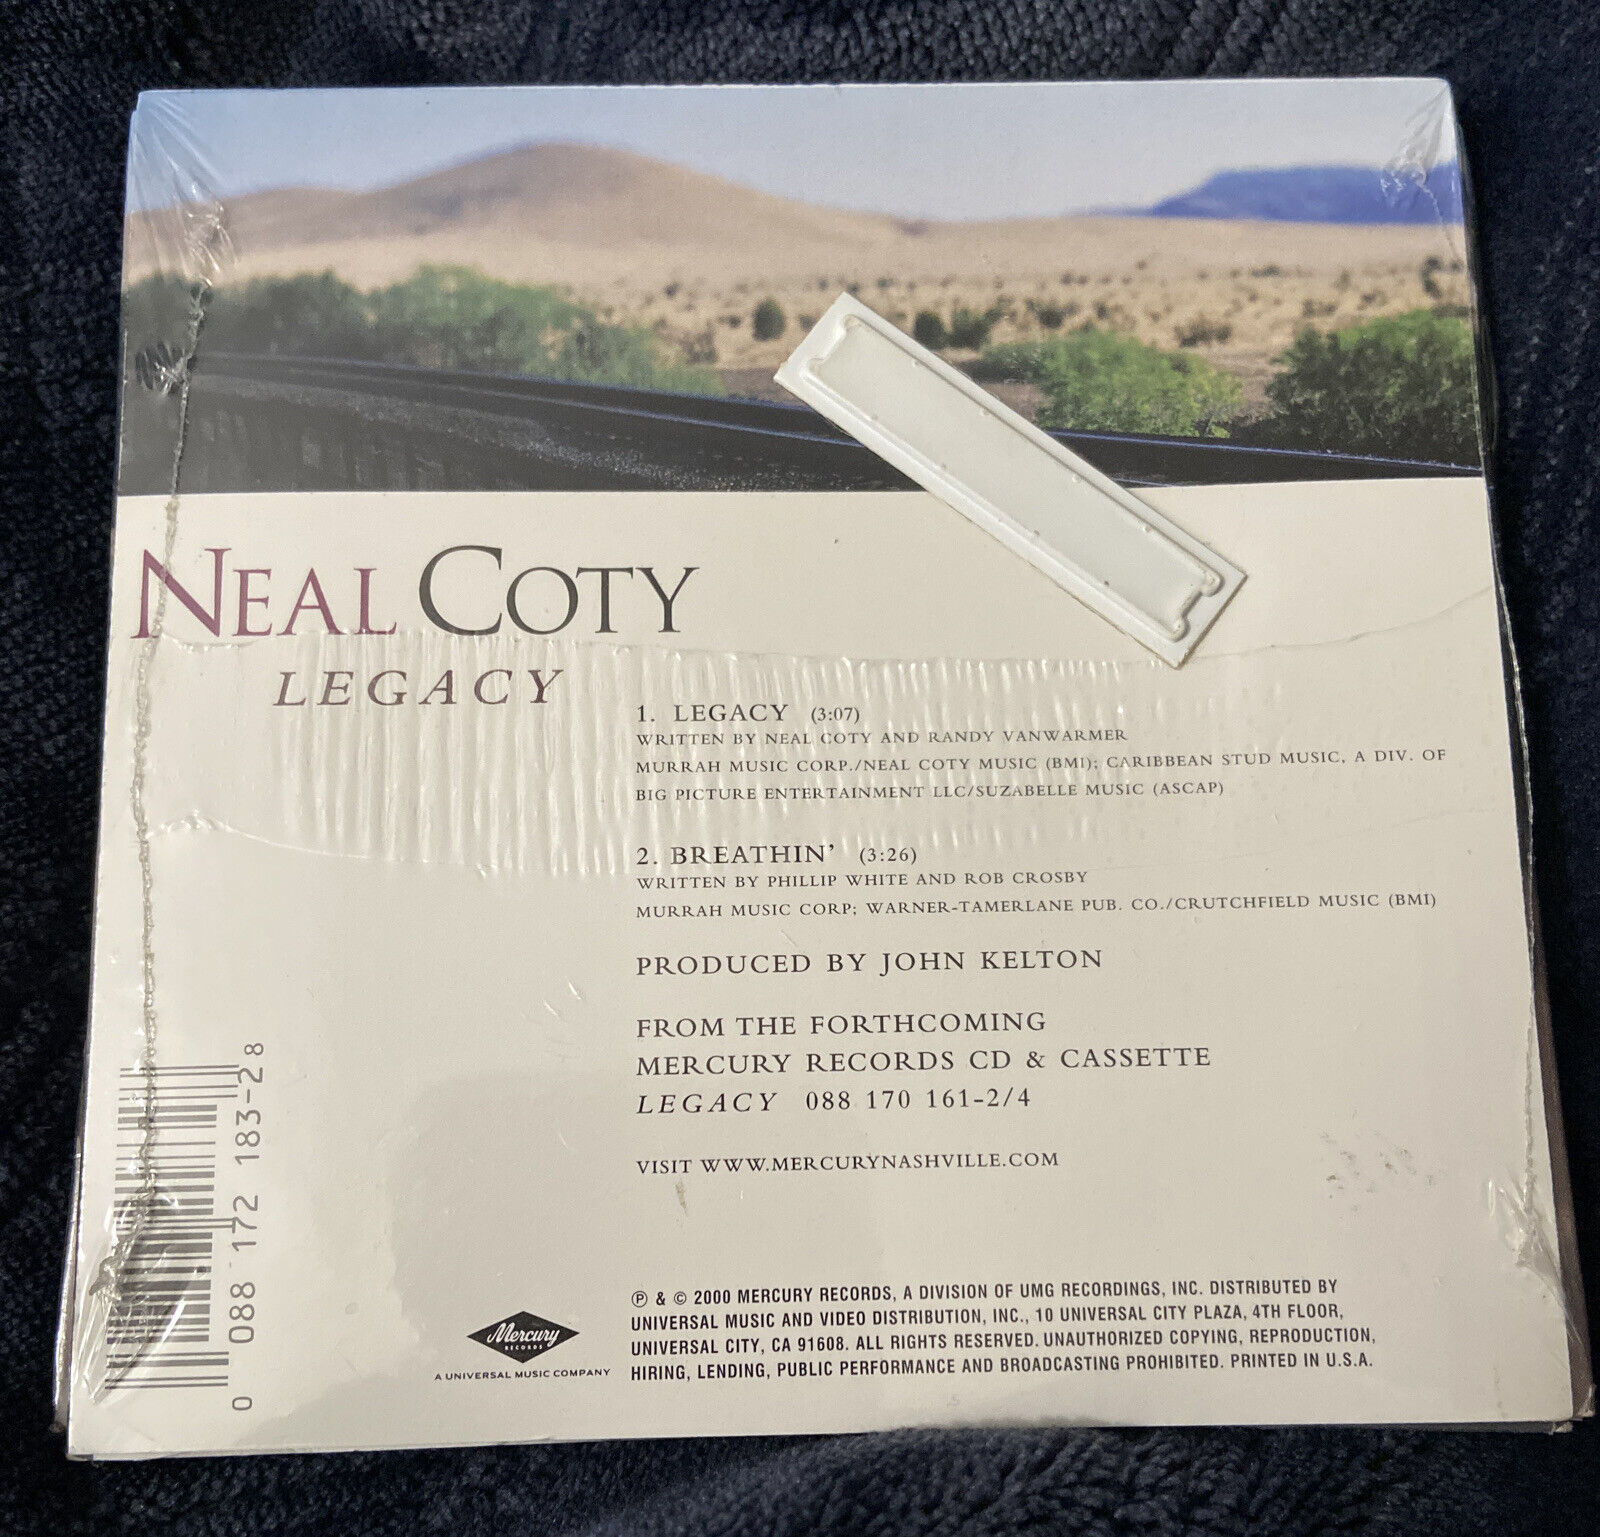 NEAL COTY
LEGACY
1. LEGACY (3:07)
WRITTEN BY NEAL COTY AND RANDY VANWARMER
MURRAH MUSIC CORP./NEAL COTY MUSIC (BMI); CARIBBEAN STUD MUSIC, A DIV. OF
BIG PICTURE ENTERTAINMENT LLC/SUZABELLE MUSIC (ASCAP)
2. BREATHIN' (3:26)
WRITTEN BY PHILLIP WHITE AND ROB CROSBY
MURRAH MUSIC CORP; WARNER-TAMERLANE PUB. CO./CRUTCHFIELD MUSIC (BMI)
PRODUCED BY JOHN KELTON
FROM THE FORTHCOMING
MERCURY RECORDS CD & CASSETTE
LEGACY 088 170 161-2/4
VISIT WWW.MERCURYNASHVILLE.COM
0 088 172 183-2 8
Mercury
RECORDS
A UNIVERSAL MUSIC COMPANY
℗ & © 2000 MERCURY RECORDS, A DIVISION OF UMG RECORDINGS, INC. DISTRIBUTED BY
UNIVERSAL MUSIC AND VIDEO DISTRIBUTION, INC., 10 UNIVERSAL CITY PLAZA, 4TH FLOOR,
UNIVERSAL CITY, CA 91608. ALL RIGHTS RESERVED. UNAUTHORIZED COPYING, REPRODUCTION,
HIRING, LENDING, PUBLIC PERFORMANCE AND BROADCASTING PROHIBITED. PRINTED IN U.S.A.